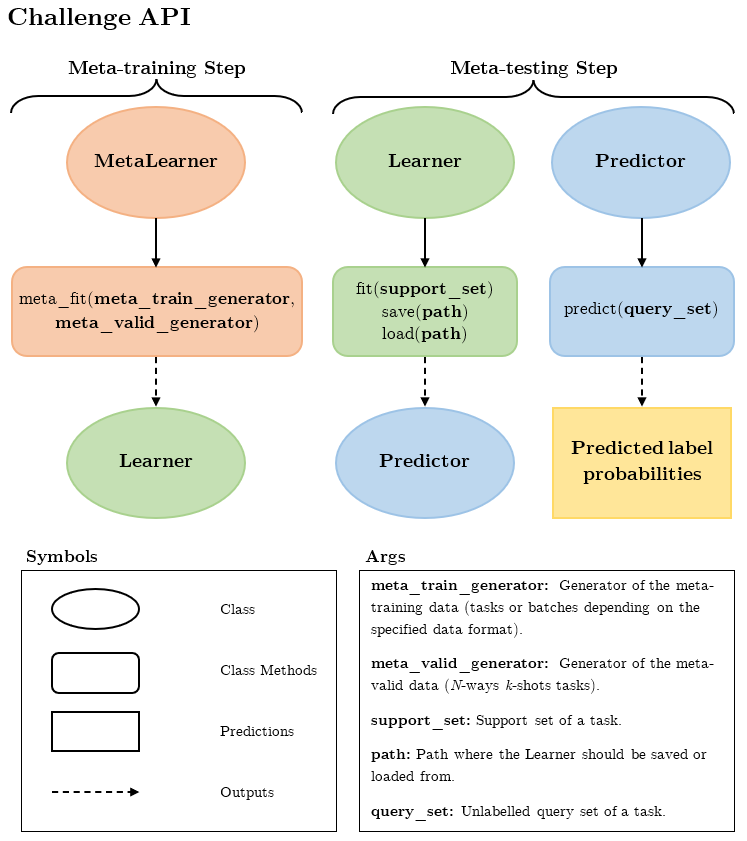 Challenge API
Meta-training Step
Meta-testing Step
MetaLearner
Learner
Predictor
meta_fit(meta_train_generator,
meta_valid_generator)
fit(support_set)
save(path)
load(path)
predict(query_set)
Learner
Predictor
Predicted label
probabilities
Symbols
Class
Class Methods
Predictions
Outputs
Args
meta_train_generator: Generator of the meta-
training data (tasks or batches depending on the
specified data format).
meta_valid_generator: Generator of the meta-
valid data (N-ways k-shots tasks).
support_set: Support set of a task.
path: Path where the Learner should be saved or
loaded from.
query_set: Unlabelled query set of a task.